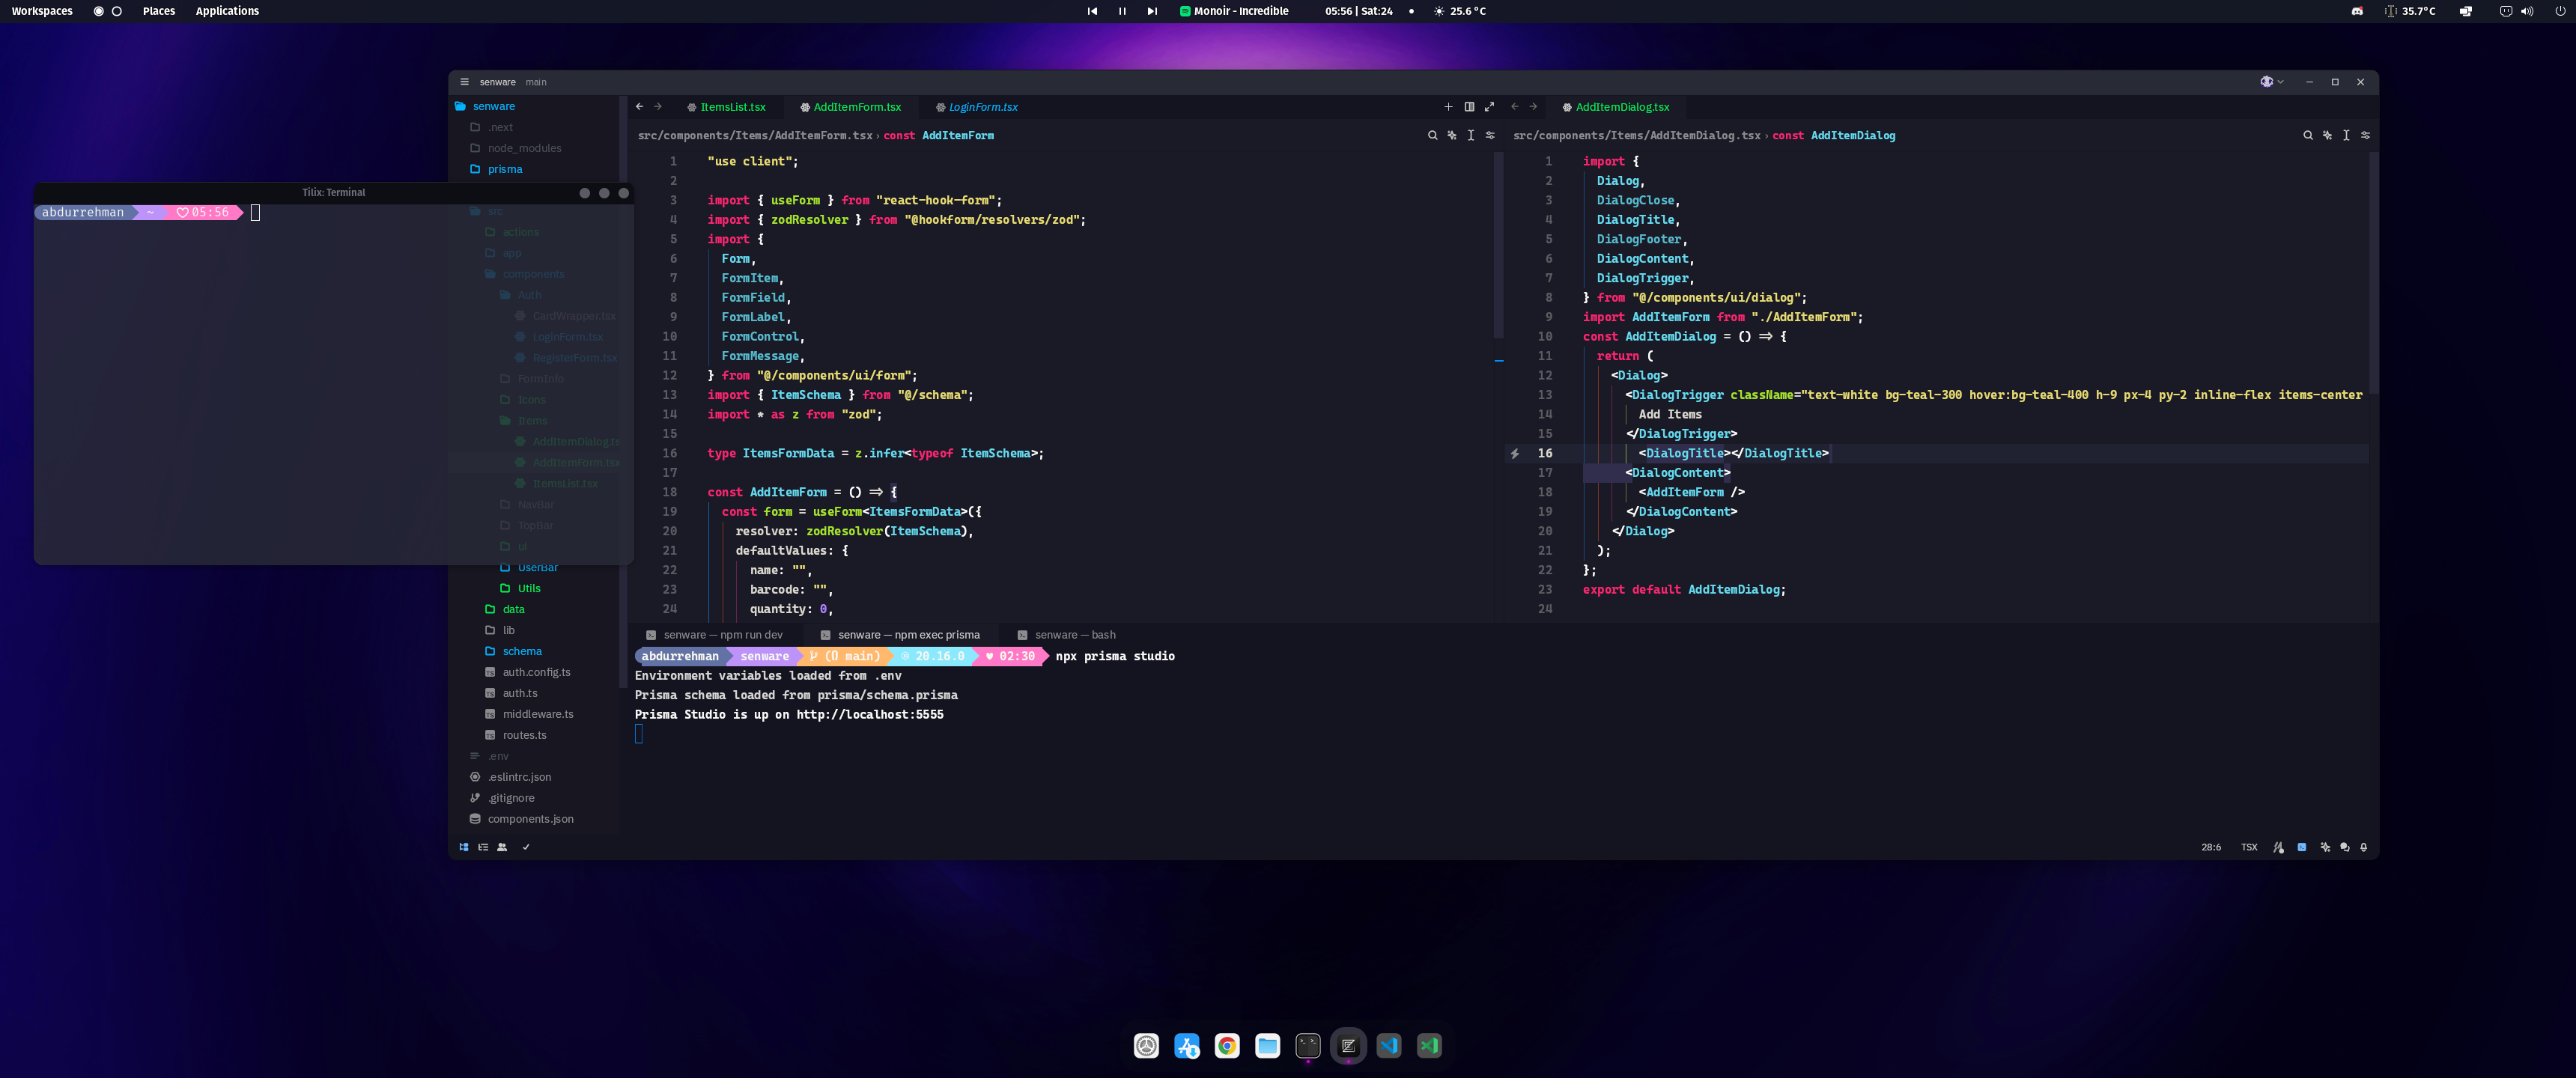 Workspaces Places Applications Monoir - Incredible 05:56 | Sat:24 25.6 °C 35.7°C
senware main
senware
.next
node_modules
prisma
Tilix: Terminal
abdurrehman ~ 05:56
src
actions
app
components
Auth
CardWrapper.tsx
LoginForm.tsx
RegisterForm.tsx
FormInfo
Icons
Items
AddItemDialog.ts
AddItemForm.tsx
ItemsList.tsx
NavBar
TopBar
ui
UserBar
Utils
data
lib
schema
auth.config.ts
auth.ts
middleware.ts
routes.ts
.env
.eslintrc.json
.gitignore
components.json
ItemsList.tsx AddItemForm.tsx LoginForm.tsx
src/components/Items/AddItemForm.tsx › const AddItemForm
1 "use client";
2
3 import { useForm } from "react-hook-form";
4 import { zodResolver } from "@hookform/resolvers/zod";
5 import {
6 Form,
7 FormItem,
8 FormField,
9 FormLabel,
10 FormControl,
11 FormMessage,
12 } from "@/components/ui/form";
13 import { ItemSchema } from "@/schema";
14 import * as z from "zod";
15
16 type ItemsFormData = z.infer<typeof ItemSchema>;
17
18 const AddItemForm = () => {
19 const form = useForm<ItemsFormData>({
20 resolver: zodResolver(ItemSchema),
21 defaultValues: {
22 name: "",
23 barcode: "",
24 quantity: 0,
AddItemDialog.tsx
src/components/Items/AddItemDialog.tsx › const AddItemDialog
1 import {
2 Dialog,
3 DialogClose,
4 DialogTitle,
5 DialogFooter,
6 DialogContent,
7 DialogTrigger,
8 } from "@/components/ui/dialog";
9 import AddItemForm from "./AddItemForm";
10 const AddItemDialog = () => {
11 return (
12 <Dialog>
13 <DialogTrigger className="text-white bg-teal-300 hover:bg-teal-400 h-9 px-4 py-2 inline-flex items-center
14 Add Items
15 </DialogTrigger>
16 <DialogTitle></DialogTitle>
17 <DialogContent>
18 <AddItemForm />
19 </DialogContent>
20 </Dialog>
21 );
22 };
23 export default AddItemDialog;
24
senware — npm run dev senware — npm exec prisma senware — bash
abdurrehman senware (() main) 20.16.0 ♥ 02:30 npx prisma studio
Environment variables loaded from .env
Prisma schema loaded from prisma/schema.prisma
Prisma Studio is up on http://localhost:5555
28:6 TSX